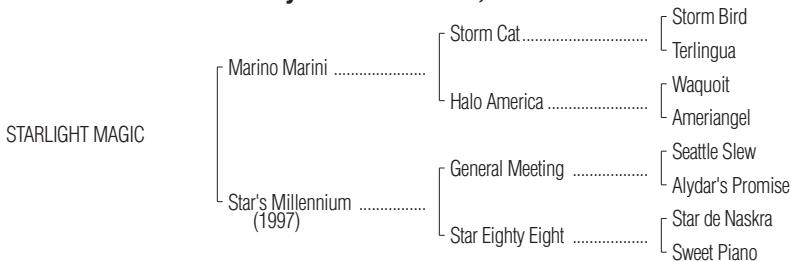 Storm Bird
Storm Cat......................
Terlingua
Marino Marini ......................
Waquoit
Halo America ..................
Ameriangel
STARLIGHT MAGIC
Seattle Slew
General Meeting ..................
Alydar's Promise
Star's Millennium ................
(1997)
Star de Naskra
Star Eighty Eight ..................
Sweet Piano